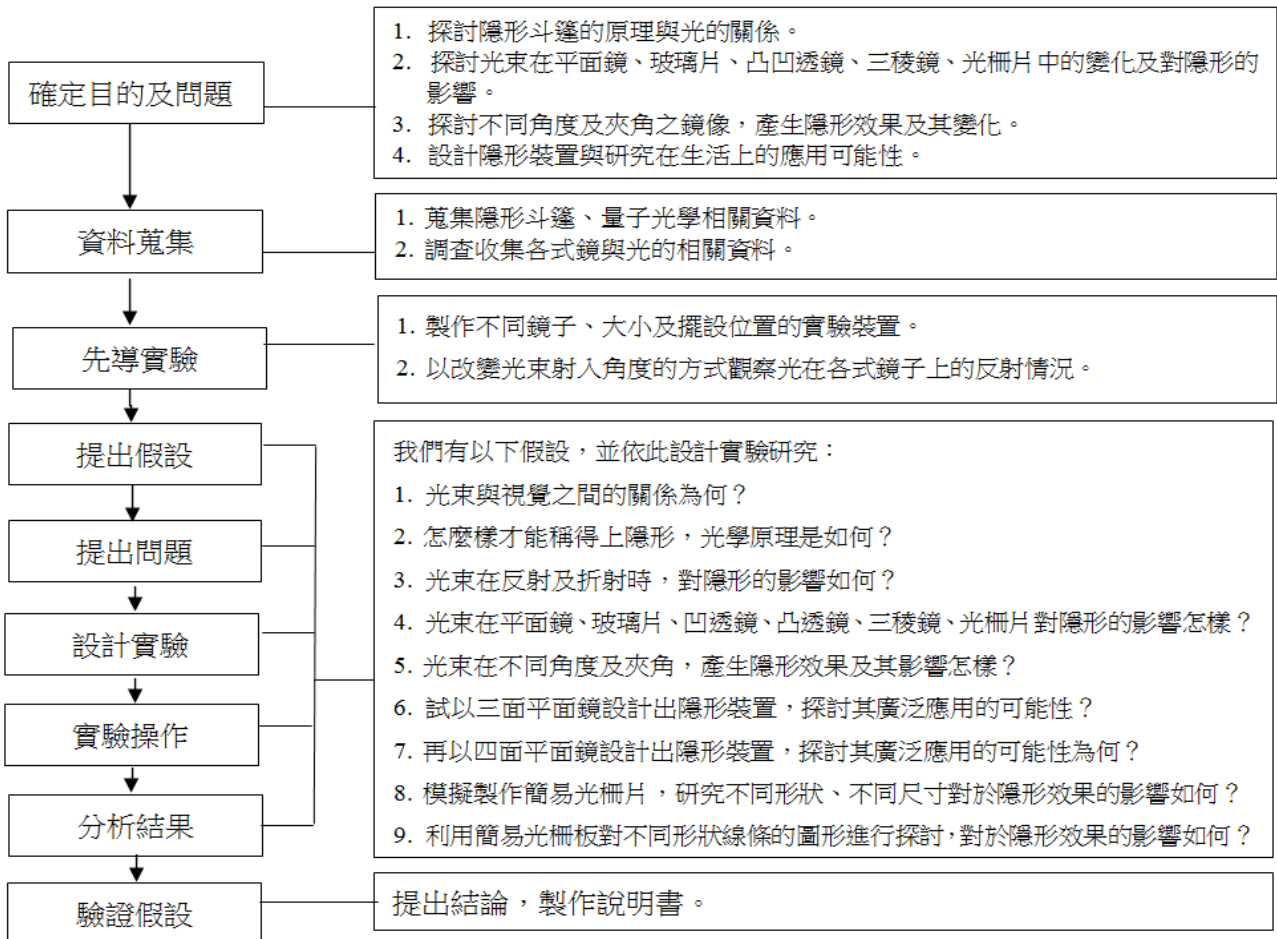 確定目的及問題
1. 探討隱形斗篷的原理與光的關係。
2. 探討光束在平面鏡、玻璃片、凸凹透鏡、三稜鏡、光柵片中的變化及對隱形的
影響。
3. 探討不同角度及夾角之鏡像，產生隱形效果及其變化。
4. 設計隱形裝置與研究在生活上的應用可能性。
資料蒐集
1. 蒐集隱形斗篷、量子光學相關資料。
2. 調查收集各式鏡與光的相關資料。
先導實驗
1. 製作不同鏡子、大小及擺設位置的實驗裝置。
2. 以改變光束射入角度的方式觀察光在各式鏡子上的反射情況。
提出假設
提出問題
設計實驗
實驗操作
分析結果
我們有以下假設，並依此設計實驗研究：
1. 光束與視覺之間的關係為何？
2. 怎麼樣才能稱得上隱形，光學原理是如何？
3. 光束在反射及折射時，對隱形的影響如何？
4. 光束在平面鏡、玻璃片、凹透鏡、凸透鏡、三稜鏡、光柵片對隱形的影響怎樣？
5. 光束在不同角度及夾角，產生隱形效果及其影響怎樣？
6. 試以三面平面鏡設計出隱形裝置，探討其廣泛應用的可能性？
7. 再以四面平面鏡設計出隱形裝置，探討其廣泛應用的可能性為何？
8. 模擬製作簡易光柵片，研究不同形狀、不同尺寸對於隱形效果的影響如何？
9. 利用簡易光柵板對不同形狀線條的圖形進行探討，對於隱形效果的影響如何？
驗證假設
提出結論，製作說明書。